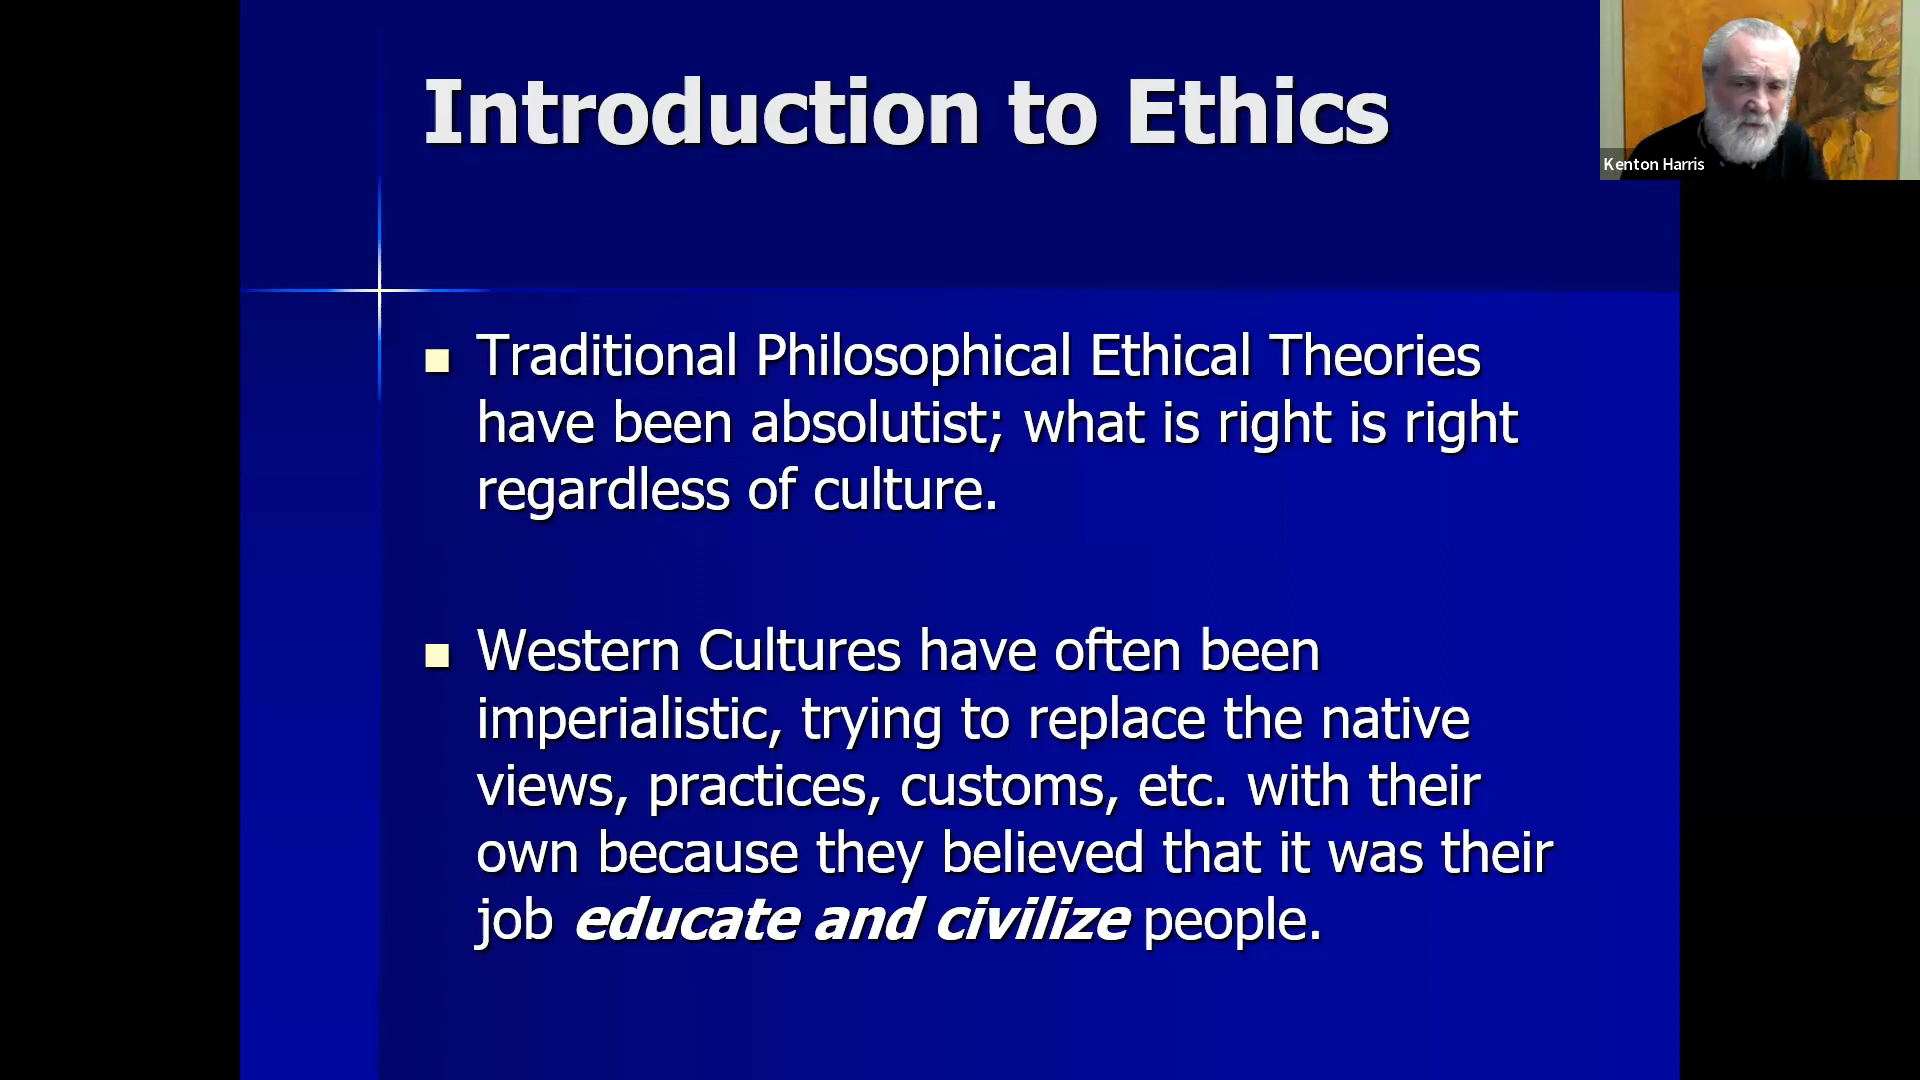 Introduction to Ethics
Kenton Harris
Traditional Philosophical Ethical Theories
have been absolutist; what is right is right
regardless of culture.
Western Cultures have often been
imperialistic, trying to replace the native
views, practices, customs, etc. with their
own because they believed that it was their
job educate and civilize people.